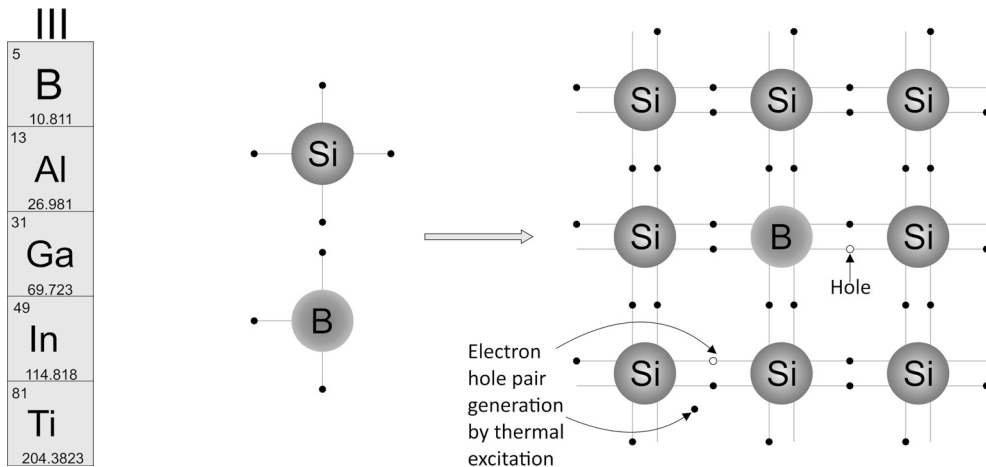 III
5
B
10.811
13
Al
26.981
31
Ga
69.723
49
In
114.818
81
Ti
204.3823
Si
B
Si
Si
Si
Si
B
Si
Hole
Si
Si
Si
Electron
hole pair
generation
by thermal
excitation